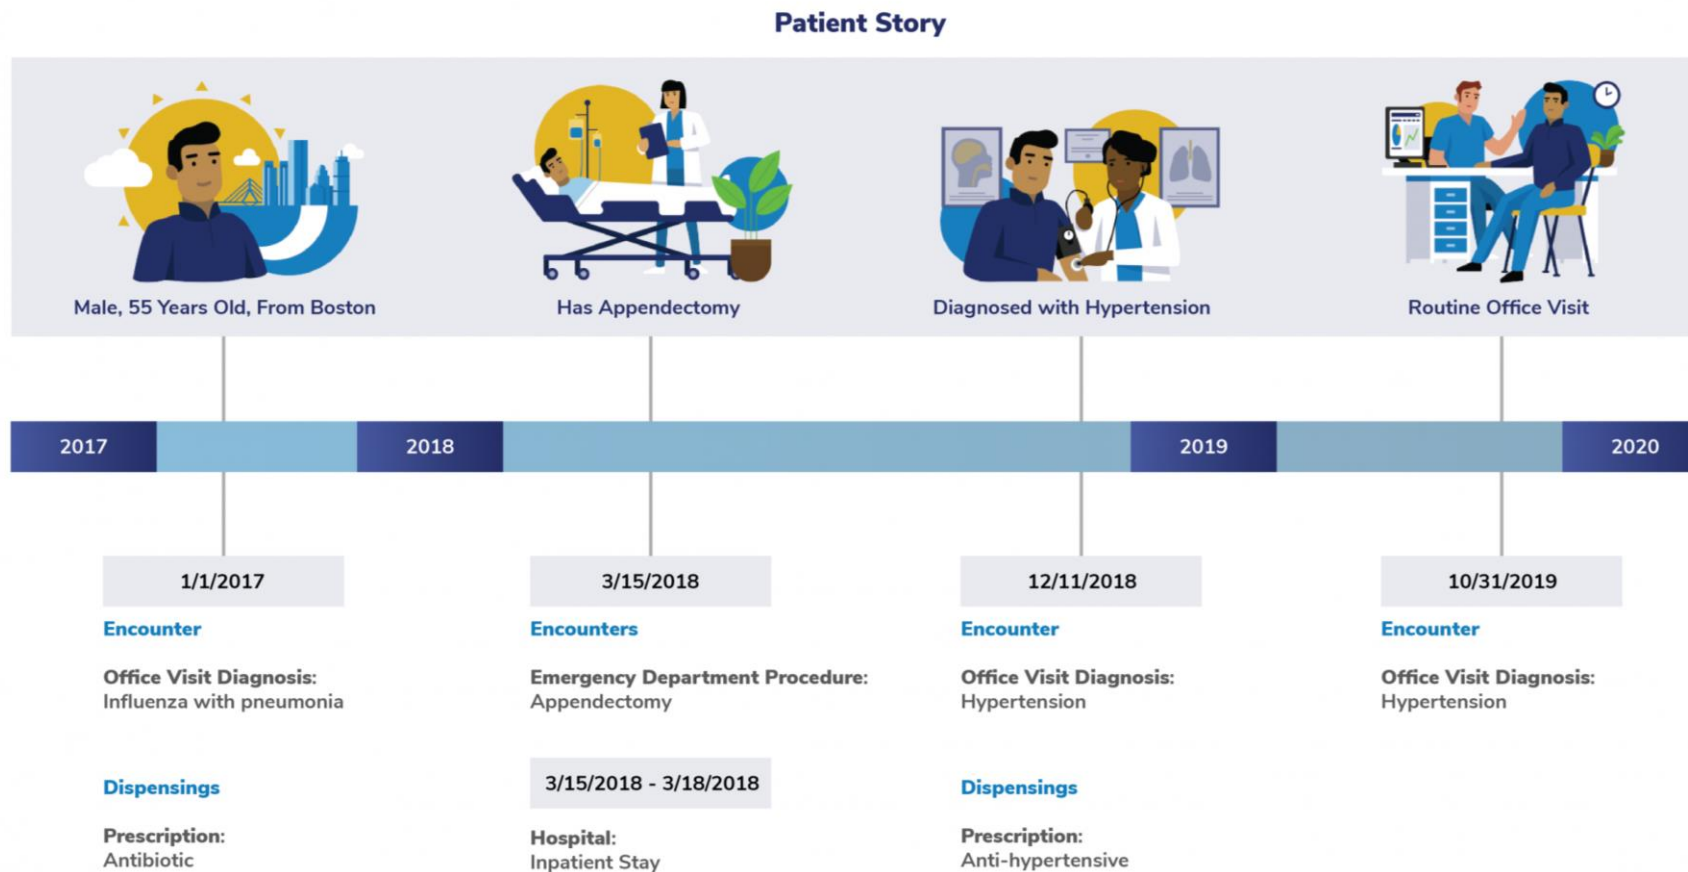 Patient Story
Male, 55 Years Old, From Boston
Has Appendectomy
Diagnosed with Hypertension
Routine Office Visit
2017
2018
2019
2020
1/1/2017
Encounter
Office Visit Diagnosis:
Influenza with pneumonia
Dispensings
Prescription:
Antibiotic
3/15/2018
Encounters
Emergency Department Procedure:
Appendectomy
3/15/2018 - 3/18/2018
Hospital:
Inpatient Stay
12/11/2018
Encounter
Office Visit Diagnosis:
Hypertension
Dispensings
Prescription:
Anti-hypertensive
10/31/2019
Encounter
Office Visit Diagnosis:
Hypertension